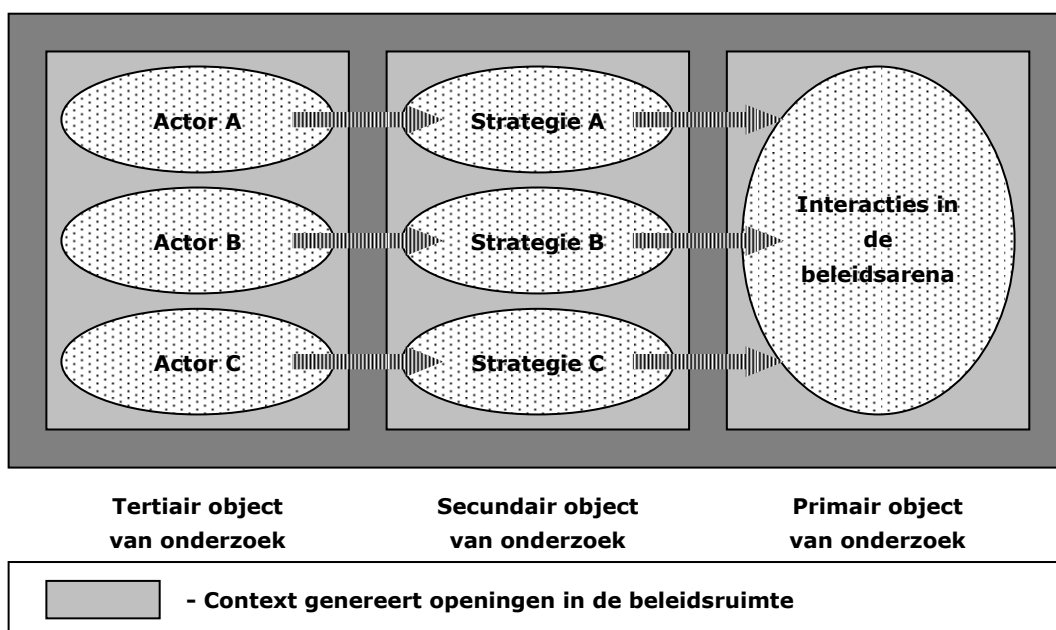 Actor A
Strategie A
Actor B
Strategie B
Interacties in
de
beleidsarena
Actor C
Strategie C
Tertiair object
van onderzoek
Secundair object
van onderzoek
Primair object
van onderzoek
- Context genereert openingen in de beleidsruimte